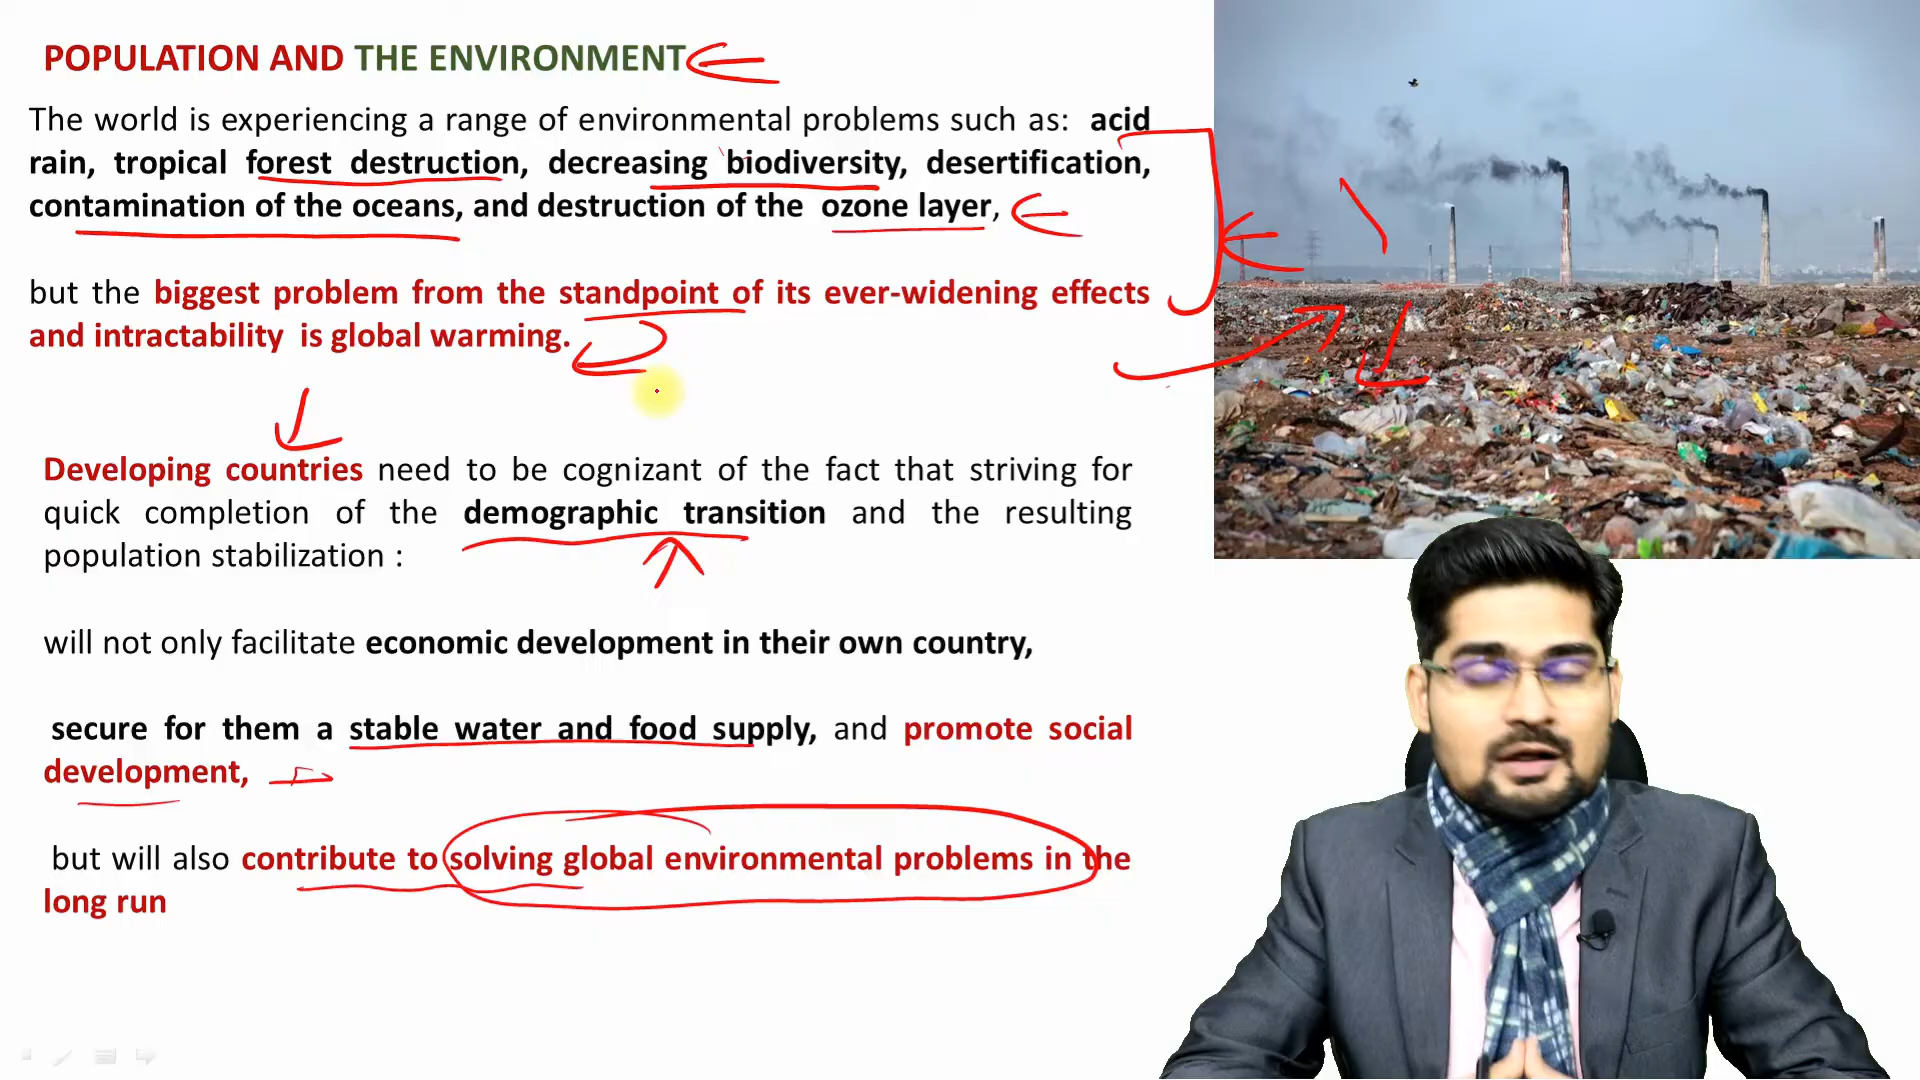 POPULATION AND THE ENVIRONMENT
The world is experiencing a range of environmental problems such as: acid
rain, tropical forest destruction, decreasing biodiversity, desertification,
contamination of the oceans, and destruction of the ozone layer,
but the biggest problem from the standpoint of its ever-widening effects
and intractability is global warming.
Developing countries need to be cognizant of the fact that striving for
quick completion of the demographic transition and the resulting
population stabilization :
will not only facilitate economic development in their own country,
secure for them a stable water and food supply, and promote social
development,
but will also contribute to solving global environmental problems in the
long run